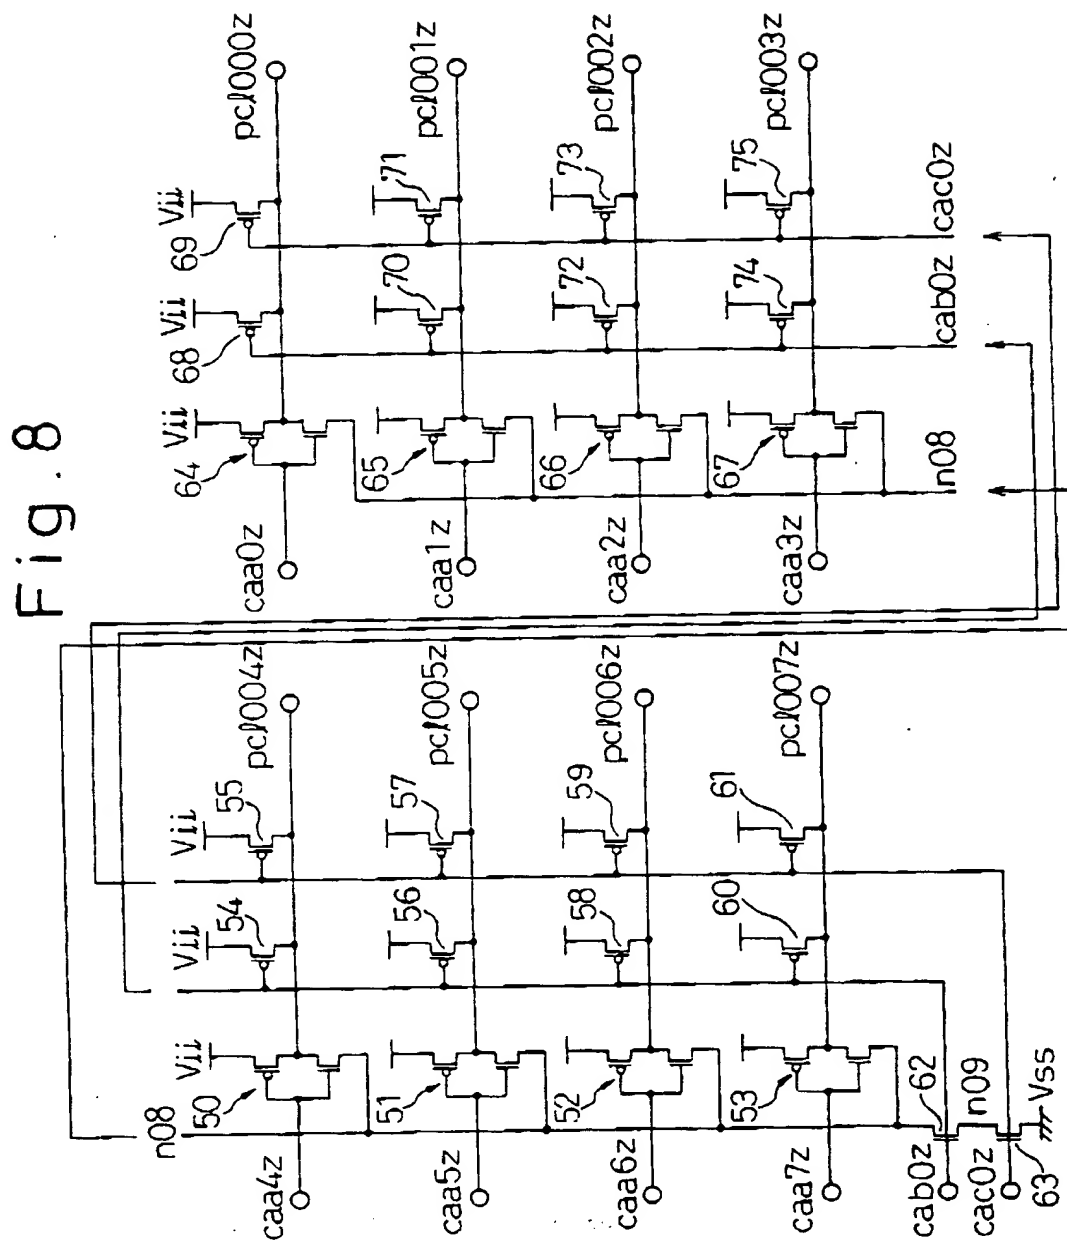 Fig.8
n08
caa4z
50
Vii
54
Vii
55
Vii
pcl004z
caa5z
51
56
57
pcl005z
caa6z
52
58
59
pcl006z
caa7z
53
60
61
pcl007z
cab0z
62
n09
cac0z
63
Vss
caa0z
64
Vii
68
Vii
69
Vii
pcl000z
caa1z
65
70
71
pcl001z
caa2z
66
72
73
pcl002z
caa3z
67
74
75
pcl003z
n08
cab0z
cac0z